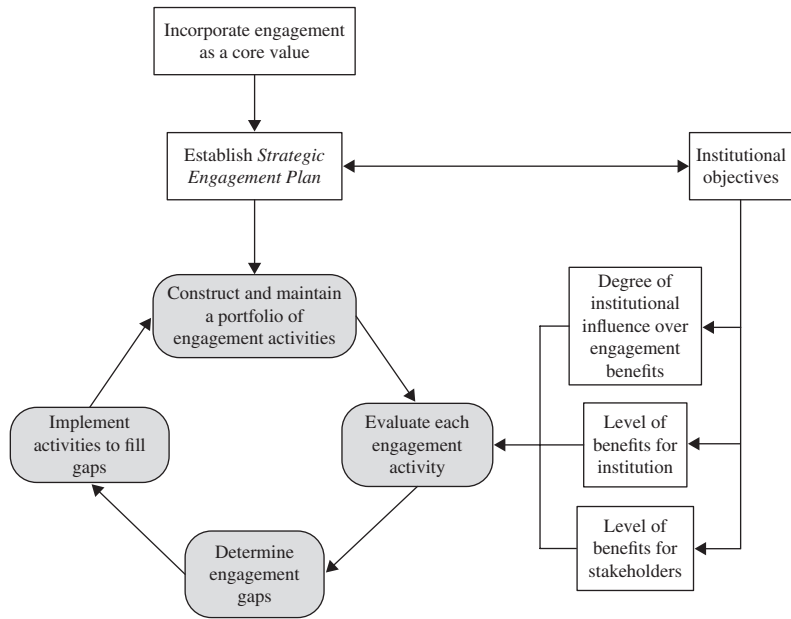 Incorporate engagement
as a core value
Establish Strategic
Engagement Plan
Institutional
objectives
Construct and maintain
a portfolio of
engagement activities
Degree of
institutional
influence over
engagement
benefits
Implement
activities to fill
gaps
Evaluate each
engagement
activity
Level of
benefits for
institution
Determine
engagement
gaps
Level of
benefits for
stakeholders